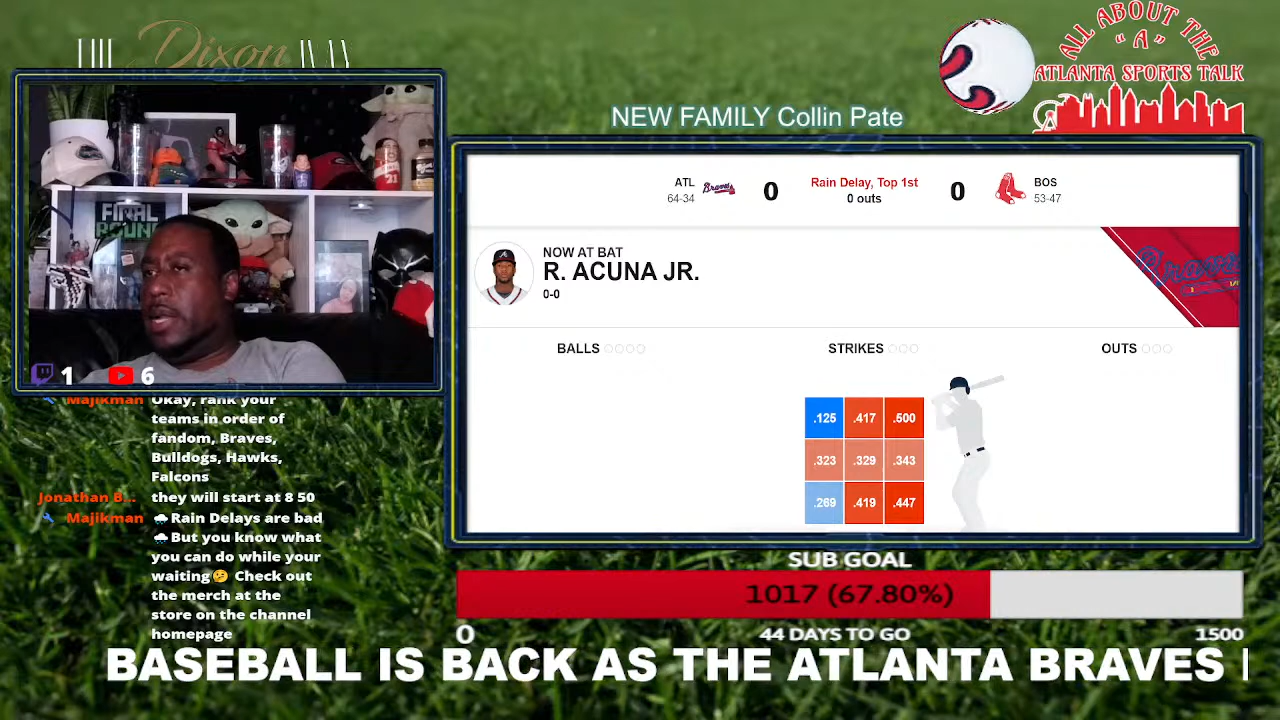 Dixon
ALL ABOUT THE
"A"
ATLANTA SPORTS TALK
NEW FAMILY Collin Pate
FINAL
ROUND
21
ATL
64-34
Braves
0
Rain Delay, Top 1st
0 outs
0
BOS
53-47
NOW AT BAT
R. ACUNA JR.
0-0
Braves
BALLS
STRIKES
OUTS
.125 .417 .500
.323 .329 .343
.269 .419 .447
1
6
Majikman Okay, rank your
teams in order of
fandom, Braves,
Bulldogs, Hawks,
Falcons
Jonathan B... they will start at 8 50
Majikman 🌧️Rain Delays are bad
🌧️But you know what
you can do while your
waiting🤔 Check out
the merch at the
store on the channel
homepage
SUB GOAL
1017 (67.80%)
0 44 DAYS TO GO 1500
BASEBALL IS BACK AS THE ATLANTA BRAVES